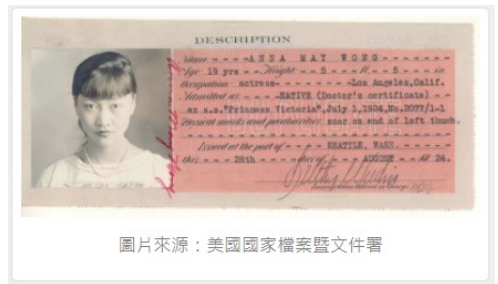 DESCRIPTION
Name - - - -ANNA MAY WONG- - - - - - -
Age 19 yrs - - Height - - 5 - - ft. - - 5 - - in.
Occupation actress- - - - - - -Los Angeles, Calif.
Admitted as - - - -NATIVE (Doctor's certificate)
ex s.s."Princess Victoria",July 1,1924, No.2077/1-1
Physical marks and peculiarities scar on end of left thumb.
Issued at the port of - - - SEATTLE, WASH. - - - -
this - - 28th - - day of - - - AUGUST - - 19 24.
Anna May Wong
圖片來源：美國國家檔案暨文件署